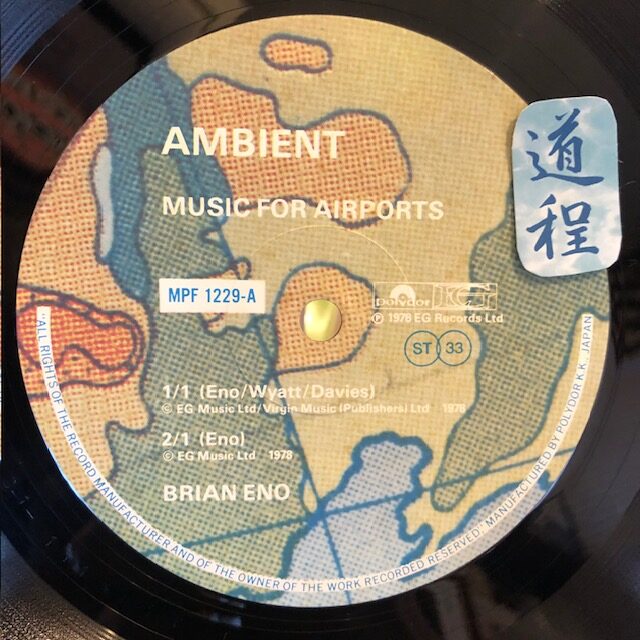 AMBIENT
MUSIC FOR AIRPORTS
道程
MPF 1229-A
polydor EG
Ⓟ 1978 EG Records Ltd
ST 33
1/1 (Eno/Wyatt/Davies)
© EG Music Ltd/Virgin Music (Publishers) Ltd 1978
2/1 (Eno)
© EG Music Ltd 1978
BRIAN ENO
"ALL RIGHTS OF THE RECORD MANUFACTURER AND OF THE OWNER OF THE WORK RECORDED RESERVED." MANUFACTURED BY POLYDOR K.K., JAPAN